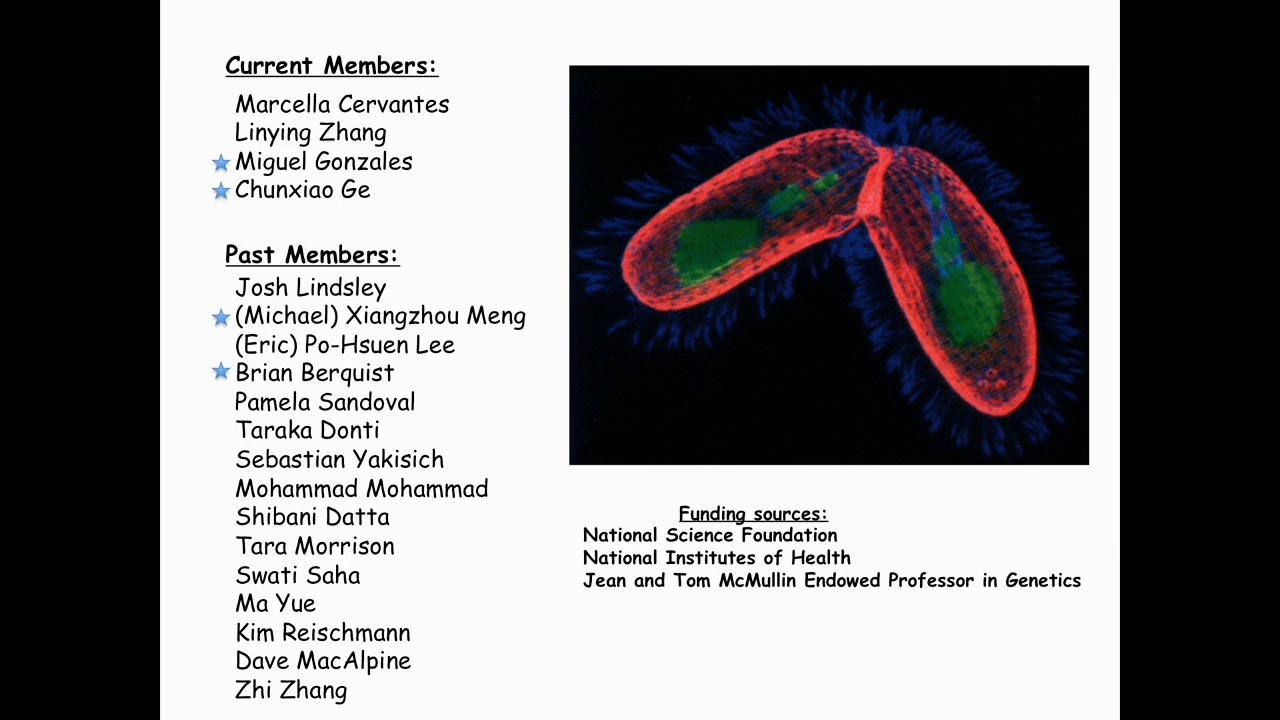 Current Members:
Marcella Cervantes
Linying Zhang
Miguel Gonzales
Chunxiao Ge
Past Members:
Josh Lindsley
(Michael) Xiangzhou Meng
(Eric) Po-Hsuen Lee
Brian Berquist
Pamela Sandoval
Taraka Donti
Sebastian Yakisich
Mohammad Mohammad
Shibani Datta
Tara Morrison
Swati Saha
Ma Yue
Kim Reischmann
Dave MacAlpine
Zhi Zhang
Funding sources:
National Science Foundation
National Institutes of Health
Jean and Tom McMullin Endowed Professor in Genetics